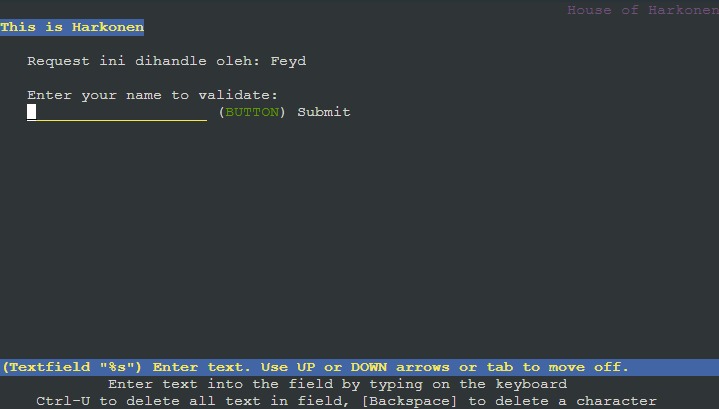 House of Harkonen
This is Harkonen
Request ini dihandle oleh: Feyd
Enter your name to validate:
(BUTTON) Submit
(Textfield "%s") Enter text. Use UP or DOWN arrows or tab to move off.
Enter text into the field by typing on the keyboard
Ctrl-U to delete all text in field, [Backspace] to delete a character